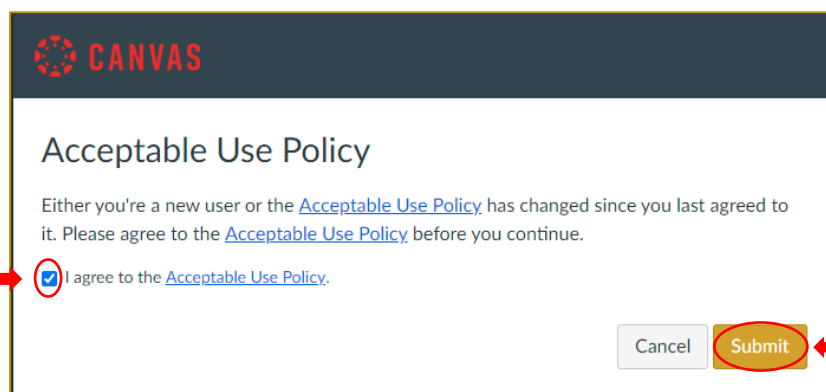 CANVAS
Acceptable Use Policy
Either you're a new user or the Acceptable Use Policy has changed since you last agreed to
it. Please agree to the Acceptable Use Policy before you continue.
I agree to the Acceptable Use Policy.
Cancel Submit